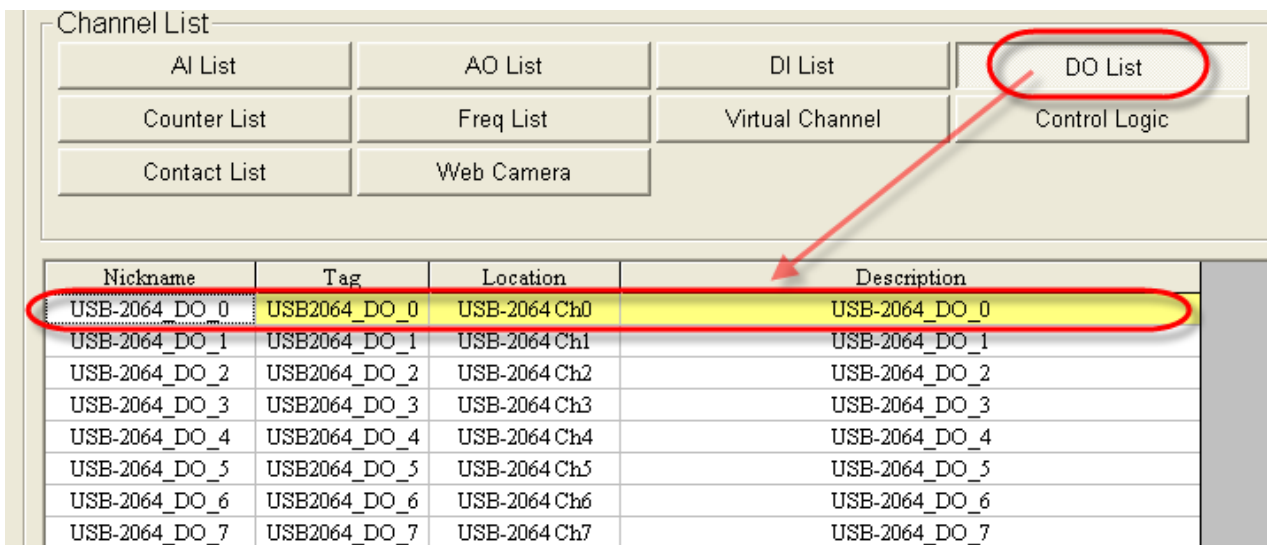 Channel List
AI List AO List DI List DO List
Counter List Freq List Virtual Channel Control Logic
Contact List Web Camera
Nickname Tag Location Description
USB-2064_DO_0 USB2064_DO_0 USB-2064 Ch0 USB-2064_DO_0
USB-2064_DO_1 USB2064_DO_1 USB-2064 Ch1 USB-2064_DO_1
USB-2064_DO_2 USB2064_DO_2 USB-2064 Ch2 USB-2064_DO_2
USB-2064_DO_3 USB2064_DO_3 USB-2064 Ch3 USB-2064_DO_3
USB-2064_DO_4 USB2064_DO_4 USB-2064 Ch4 USB-2064_DO_4
USB-2064_DO_5 USB2064_DO_5 USB-2064 Ch5 USB-2064_DO_5
USB-2064_DO_6 USB2064_DO_6 USB-2064 Ch6 USB-2064_DO_6
USB-2064_DO_7 USB2064_DO_7 USB-2064 Ch7 USB-2064_DO_7